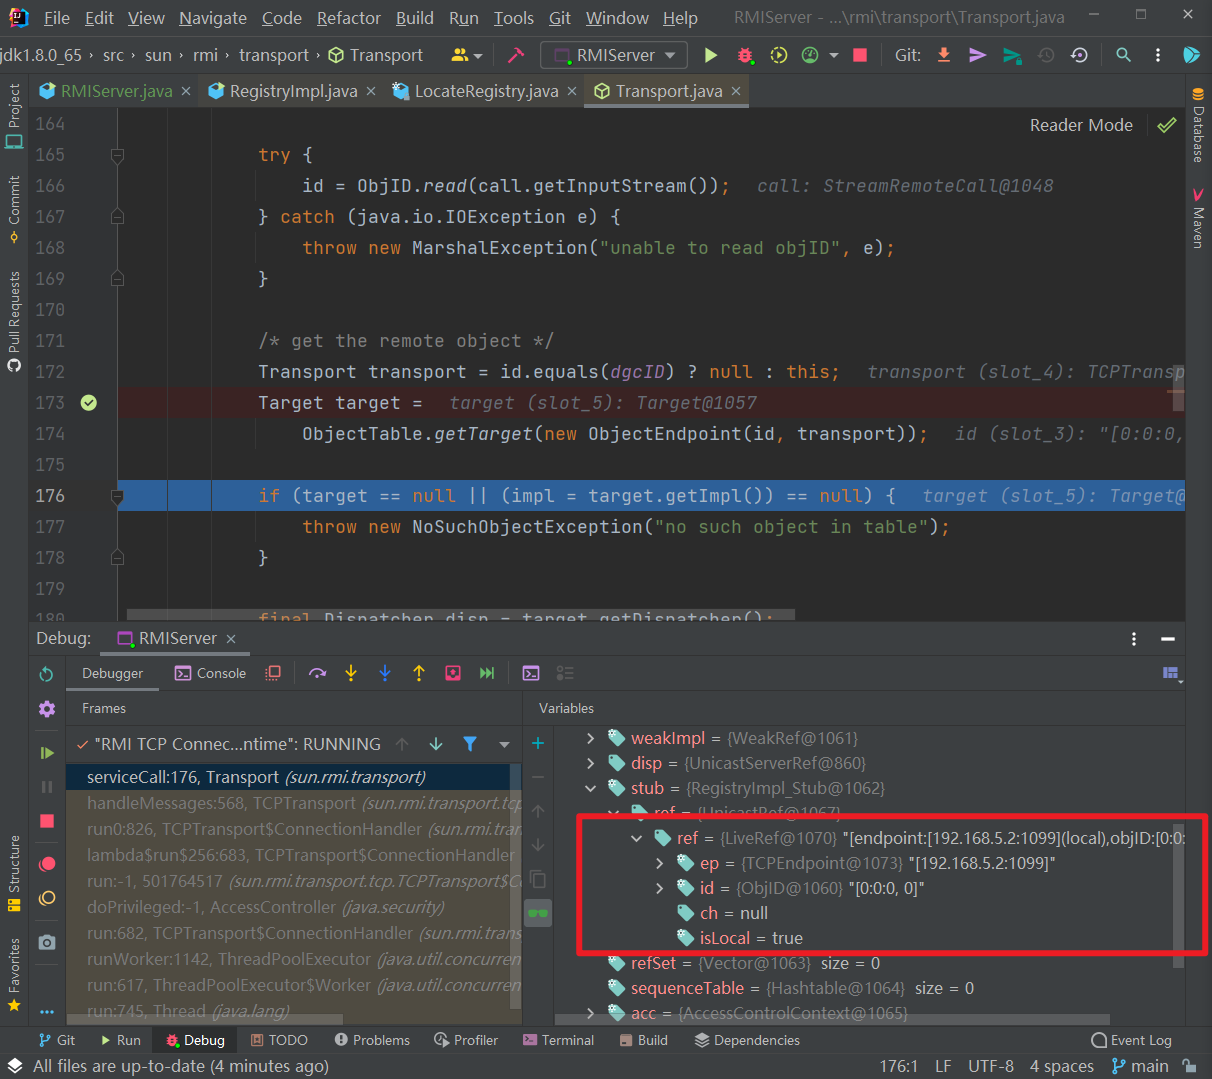 File Edit View Navigate Code Refactor Build Run Tools Git Window Help RMIServer - ...\rmi\transport\Transport.java
jdk1.8.0_65 › src › sun › rmi › transport › Transport RMIServer Git:
RMIServer.java RegistryImpl.java LocateRegistry.java Transport.java
Reader Mode
164
165 try {
166 id = ObjID.read(call.getInputStream()); call: StreamRemoteCall@1048
167 } catch (java.io.IOException e) {
168 throw new MarshalException("unable to read objID", e);
169 }
170
171 /* get the remote object */
172 Transport transport = id.equals(dgcID) ? null : this; transport (slot_4): TCPTransp
173 Target target = target (slot_5): Target@1057
174 ObjectTable.getTarget(new ObjectEndpoint(id, transport)); id (slot_3): "[0:0:0,
175
176 if (target == null || (impl = target.getImpl()) == null) { target (slot_5): Target@
177 throw new NoSuchObjectException("no such object in table");
178 }
179
180 final Dispatcher disp = target.getDispatcher();
Project
Commit
Pull Requests
Structure
Favorites
Database
Maven
Debug: RMIServer
Debugger Console
Frames
"RMI TCP Connec...ntime": RUNNING
serviceCall:176, Transport (sun.rmi.transport)
handleMessages:568, TCPTransport (sun.rmi.transport.tcp
run0:826, TCPTransport$ConnectionHandler (sun.rmi.tran
lambda$run$256:683, TCPTransport$ConnectionHandler
run:-1, 501764517 (sun.rmi.transport.tcp.TCPTransport$C
doPrivileged:-1, AccessController (java.security)
run:682, TCPTransport$ConnectionHandler (sun.rmi.trans
runWorker:1142, ThreadPoolExecutor (java.util.concurren
run:617, ThreadPoolExecutor$Worker (java.util.concurren
run:745, Thread (java.lang)
Variables
weakImpl = {WeakRef@1061}
disp = {UnicastServerRef@860}
stub = {RegistryImpl_Stub@1062}
ref = {UnicastRef@1067}
ref = {LiveRef@1070} "[endpoint:[192.168.5.2:1099](local),objID:[0:0:
ep = {TCPEndpoint@1073} "[192.168.5.2:1099]"
id = {ObjID@1060} "[0:0:0, 0]"
ch = null
isLocal = true
refSet = {Vector@1063} size = 0
sequenceTable = {Hashtable@1064} size = 0
acc = {AccessControlContext@1065}
Git Run Debug TODO Problems Profiler Terminal Build Dependencies Event Log
All files are up-to-date (4 minutes ago) 176:1 LF UTF-8 4 spaces main